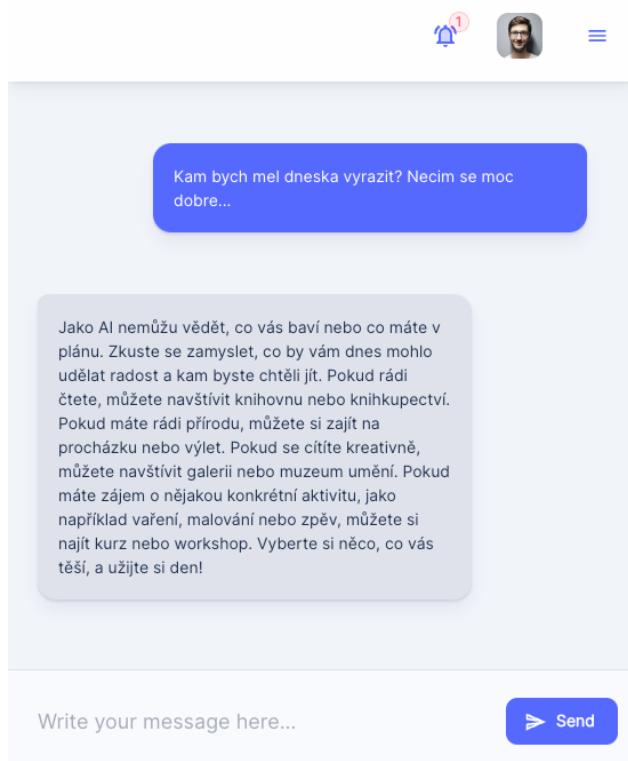 1
Kam bych mel dneska vyrazit? Necim se moc
dobre...
Jako AI nemůžu vědět, co vás baví nebo co máte v
plánu. Zkuste se zamyslet, co by vám dnes mohlo
udělat radost a kam byste chtěli jít. Pokud rádi
čtete, můžete navštívit knihovnu nebo knihkupectví.
Pokud máte rádi přírodu, můžete si zajít na
procházku nebo výlet. Pokud se cítíte kreativně,
můžete navštívit galerii nebo muzeum umění. Pokud
máte zájem o nějakou konkrétní aktivitu, jako
například vaření, malování nebo zpěv, můžete si
najít kurz nebo workshop. Vyberte si něco, co vás
těší, a užijte si den!
Write your message here...
Send